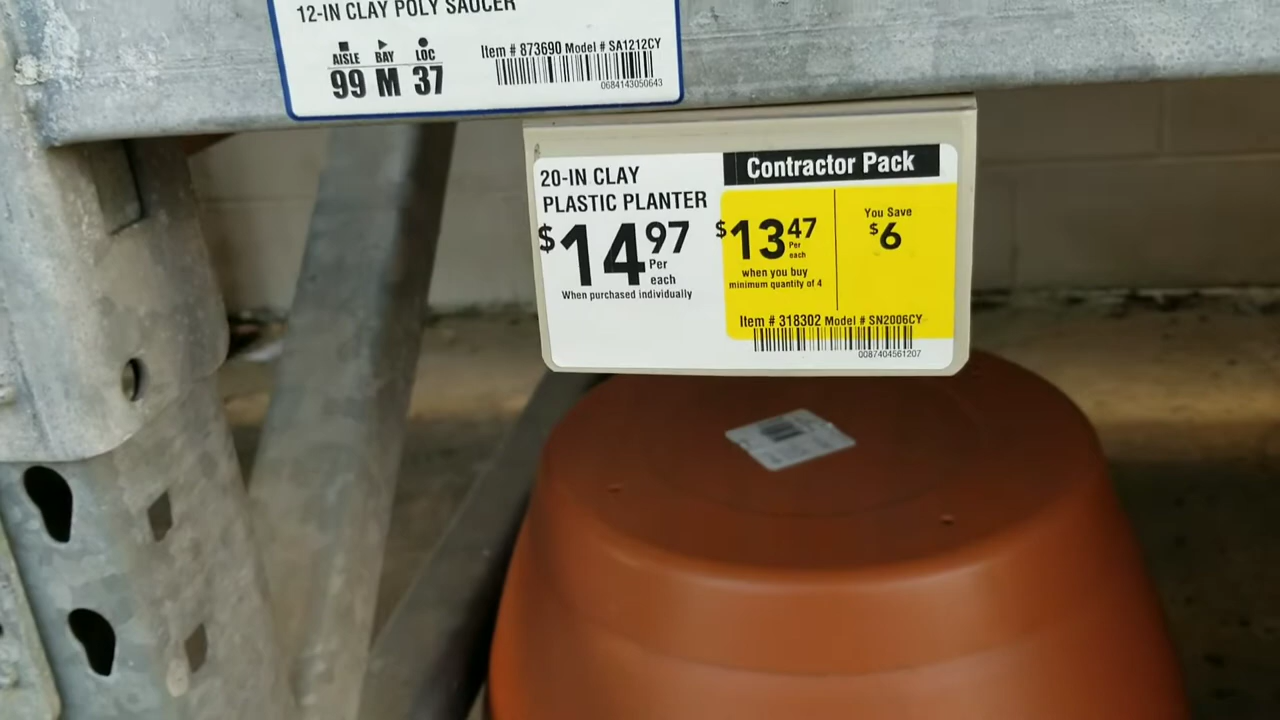 12-IN CLAY POLY SAUCER
AISLE BAY LOC
99 M 37
Item # 873690 Model # SA1212CY
0684143050643
20-IN CLAY
PLASTIC PLANTER
$14 97
Per
each
When purchased individually
Contractor Pack
$13 47
Per
each
when you buy
minimum quantity of 4
You Save
$6
Item # 318302 Model # SN2006CY
0087404561207